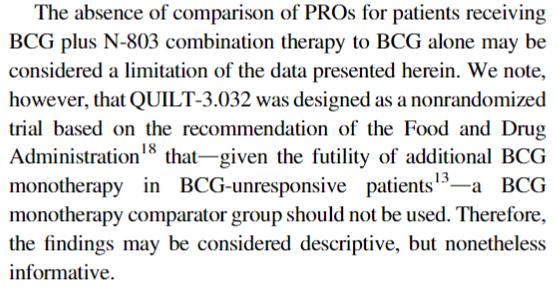 The absence of comparison of PROs for patients receiving
BCG plus N-803 combination therapy to BCG alone may be
considered a limitation of the data presented herein. We note,
however, that QUILT-3.032 was designed as a nonrandomized
trial based on the recommendation of the Food and Drug
Administration¹⁸ that—given the futility of additional BCG
monotherapy in BCG-unresponsive patients¹³—a BCG
monotherapy comparator group should not be used. Therefore,
the findings may be considered descriptive, but nonetheless
informative.